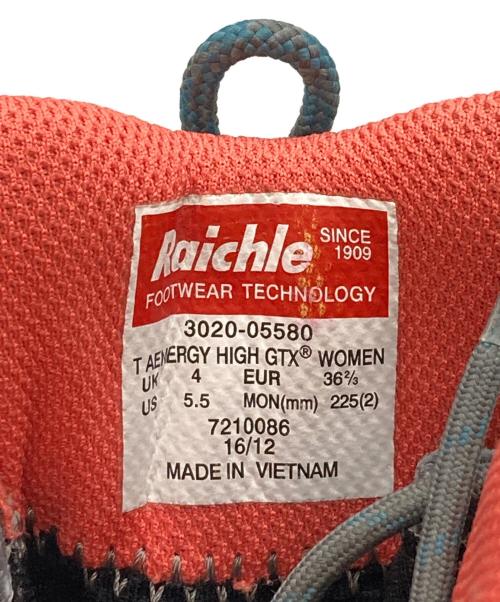 Raichle
SINCE
1909
FOOTWEAR TECHNOLOGY
3020-05580
T AENERGY HIGH GTX® WOMEN
UK 4 EUR 36⅔
US 5.5 MON(mm) 225(2)
7210086
16/12
MADE IN VIETNAM